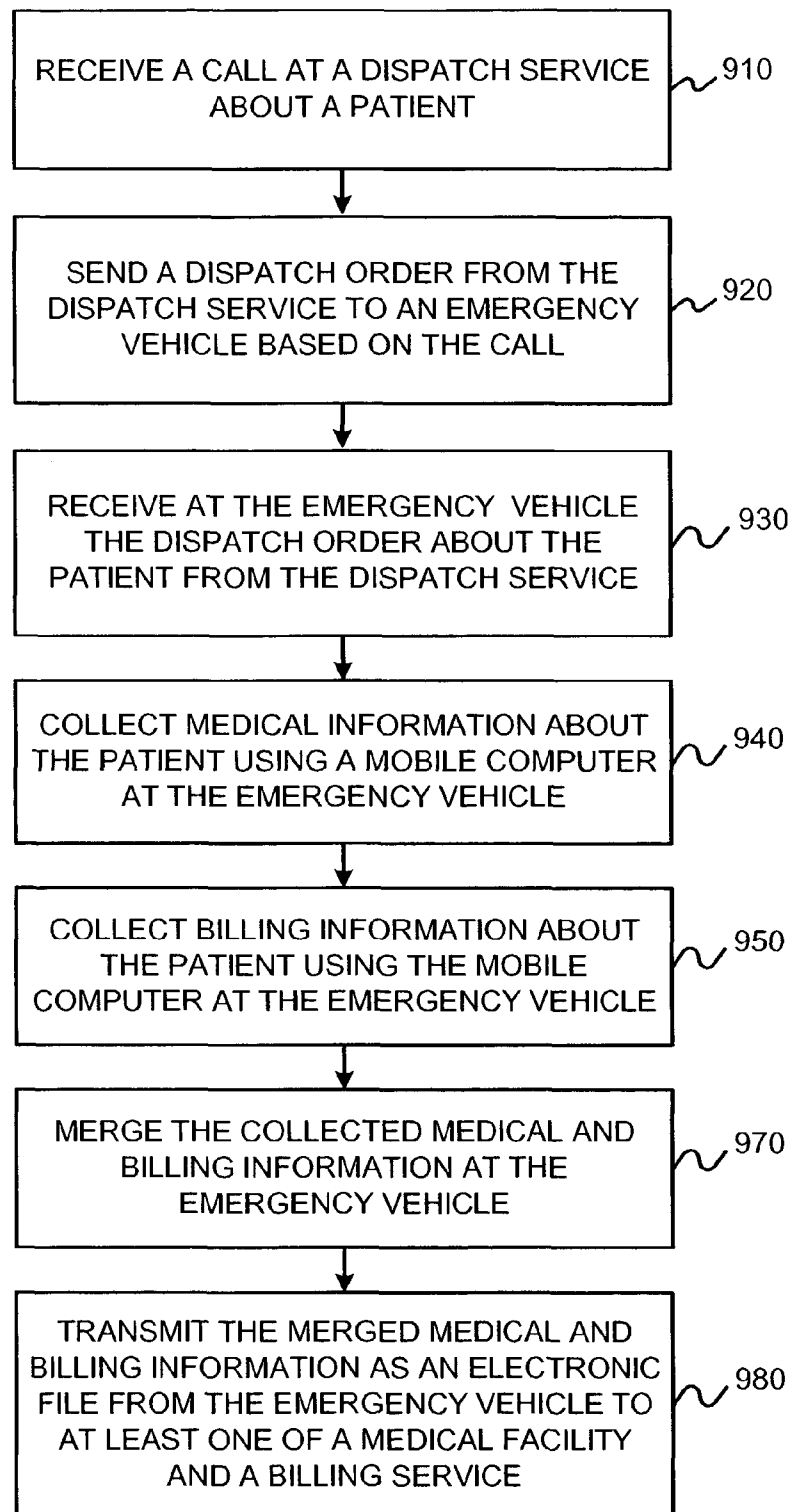 RECEIVE A CALL AT A DISPATCH SERVICE
ABOUT A PATIENT
910
SEND A DISPATCH ORDER FROM THE
DISPATCH SERVICE TO AN EMERGENCY
VEHICLE BASED ON THE CALL
920
RECEIVE AT THE EMERGENCY VEHICLE
THE DISPATCH ORDER ABOUT THE
PATIENT FROM THE DISPATCH SERVICE
930
COLLECT MEDICAL INFORMATION ABOUT
THE PATIENT USING A MOBILE COMPUTER
AT THE EMERGENCY VEHICLE
940
COLLECT BILLING INFORMATION ABOUT
THE PATIENT USING THE MOBILE
COMPUTER AT THE EMERGENCY VEHICLE
950
MERGE THE COLLECTED MEDICAL AND
BILLING INFORMATION AT THE
EMERGENCY VEHICLE
970
TRANSMIT THE MERGED MEDICAL AND
BILLING INFORMATION AS AN ELECTRONIC
FILE FROM THE EMERGENCY VEHICLE TO
AT LEAST ONE OF A MEDICAL FACILITY
AND A BILLING SERVICE
980